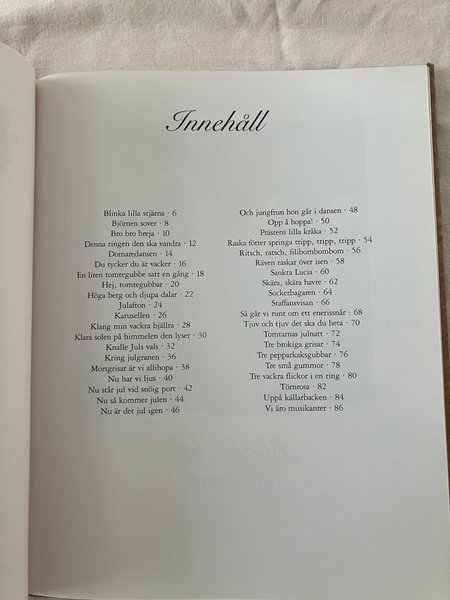 Innehåll
Blinka lilla stjärna · 6
Björnen sover · 8
Bro bro breja · 10
Denna ringen den ska vandra · 12
Domaredansen · 14
Du tycker du är vacker · 16
En liten tomtegubbe satt en gång · 18
Hej, tomtegubbar · 20
Höga berg och djupa dalar · 22
Julafton · 24
Karusellen · 26
Klang min vackra bjällra · 28
Klara solen på himmelen den lyser · 30
Knalle Juls vals · 32
Kring julgranen · 36
Morsgrisar är vi allihopa · 38
Nu har vi ljus · 40
Nu står jul vid snöig port · 42
Nu så kommer julen · 44
Nu är det jul igen · 46
Och jungfrun hon går i dansen · 48
Opp å hoppa! · 50
Prästens lilla kråka · 52
Raska fötter springa tripp, tripp, tripp · 54
Ritsch, ratsch, filibombombom · 56
Räven raskar över isen · 58
Sankta Lucia · 60
Skära, skära havre · 62
Sockerbagaren · 64
Staffansvisan · 66
Så går vi runt om ett enerissnår · 68
Tjuv och tjuv det ska du heta · 70
Tomtarnas julnatt · 72
Tre brokiga grisar · 74
Tre pepparkaksgubbar · 76
Tre små gummor · 78
Tre vackra flickor i en ring · 80
Törnrosa · 82
Uppå källarbacken · 84
Vi äro musikanter · 86